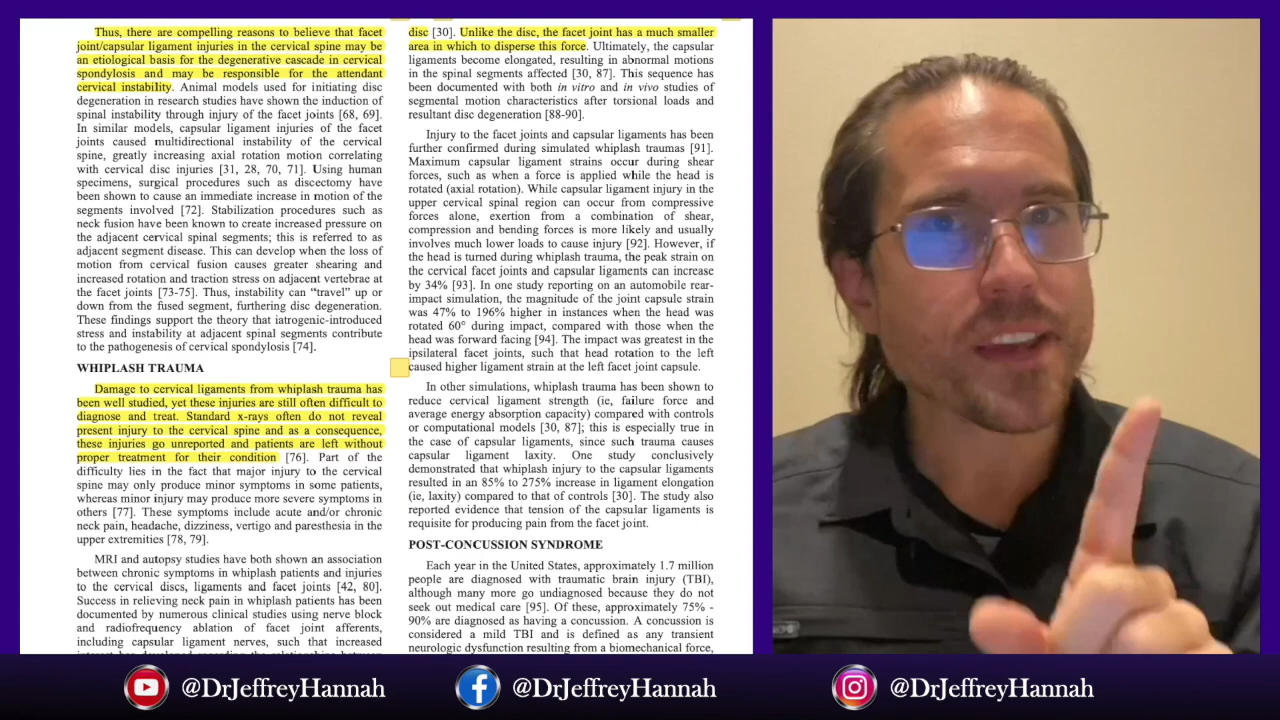 Thus, there are compelling reasons to believe that facet
joint/capsular ligament injuries in the cervical spine may be
an etiological basis for the degenerative cascade in cervical
spondylosis and may be responsible for the attendant
cervical instability. Animal models used for initiating disc
degeneration in research studies have shown the induction of
spinal instability through injury of the facet joints [68, 69].
In similar models, capsular ligament injuries of the facet
joints caused multidirectional instability of the cervical
spine, greatly increasing axial rotation motion correlating
with cervical disc injuries [31, 28, 70, 71]. Using human
specimens, surgical procedures such as discectomy have
been shown to cause an immediate increase in motion of the
segments involved [72]. Stabilization procedures such as
neck fusion have been known to create increased pressure on
the adjacent cervical spinal segments; this is referred to as
adjacent segment disease. This can develop when the loss of
motion from cervical fusion causes greater shearing and
increased rotation and traction stress on adjacent vertebrae at
the facet joints [73-75]. Thus, instability can “travel” up or
down from the fused segment, furthering disc degeneration.
These findings support the theory that iatrogenic-introduced
stress and instability at adjacent spinal segments contribute
to the pathogenesis of cervical spondylosis [74].
WHIPLASH TRAUMA
Damage to cervical ligaments from whiplash trauma has
been well studied, yet these injuries are still often difficult to
diagnose and treat. Standard x-rays often do not reveal
present injury to the cervical spine and as a consequence,
these injuries go unreported and patients are left without
proper treatment for their condition [76]. Part of the
difficulty lies in the fact that major injury to the cervical
spine may only produce minor symptoms in some patients,
whereas minor injury may produce more severe symptoms in
others [77]. These symptoms include acute and/or chronic
neck pain, headache, dizziness, vertigo and paresthesia in the
upper extremities [78, 79].
MRI and autopsy studies have both shown an association
between chronic symptoms in whiplash patients and injuries
to the cervical discs, ligaments and facet joints [42, 80].
Success in relieving neck pain in whiplash patients has been
documented by numerous clinical studies using nerve block
and radiofrequency ablation of facet joint afferents,
including capsular ligament nerves, such that increased
disc [30]. Unlike the disc, the facet joint has a much smaller
area in which to disperse this force. Ultimately, the capsular
ligaments become elongated, resulting in abnormal motions
in the spinal segments affected [30, 87]. This sequence has
been documented with both in vitro and in vivo studies of
segmental motion characteristics after torsional loads and
resultant disc degeneration [88-90].
Injury to the facet joints and capsular ligaments has been
further confirmed during simulated whiplash traumas [91].
Maximum capsular ligament strains occur during shear
forces, such as when a force is applied while the head is
rotated (axial rotation). While capsular ligament injury in the
upper cervical spinal region can occur from compressive
forces alone, exertion from a combination of shear,
compression and bending forces is more likely and usually
involves much lower loads to cause injury [92]. However, if
the head is turned during whiplash trauma, the peak strain on
the cervical facet joints and capsular ligaments can increase
by 34% [93]. In one study reporting on an automobile rear-
impact simulation, the magnitude of the joint capsule strain
was 47% to 196% higher in instances when the head was
rotated 60° during impact, compared with those when the
head was forward facing [94]. The impact was greatest in the
ipsilateral facet joints, such that head rotation to the left
caused higher ligament strain at the left facet joint capsule.
In other simulations, whiplash trauma has been shown to
reduce cervical ligament strength (ie, failure force and
average energy absorption capacity) compared with controls
or computational models [30, 87]; this is especially true in
the case of capsular ligaments, since such trauma causes
capsular ligament laxity. One study conclusively
demonstrated that whiplash injury to the capsular ligaments
resulted in an 85% to 275% increase in ligament elongation
(ie, laxity) compared to that of controls [30]. The study also
reported evidence that tension of the capsular ligaments is
requisite for producing pain from the facet joint.
POST-CONCUSSION SYNDROME
Each year in the United States, approximately 1.7 million
people are diagnosed with traumatic brain injury (TBI),
although many more go undiagnosed because they do not
seek out medical care [95]. Of these, approximately 75% -
90% are diagnosed as having a concussion. A concussion is
considered a mild TBI and is defined as any transient
neurologic dysfunction resulting from a biomechanical force,
@DrJeffreyHannah
@DrJeffreyHannah
@DrJeffreyHannah